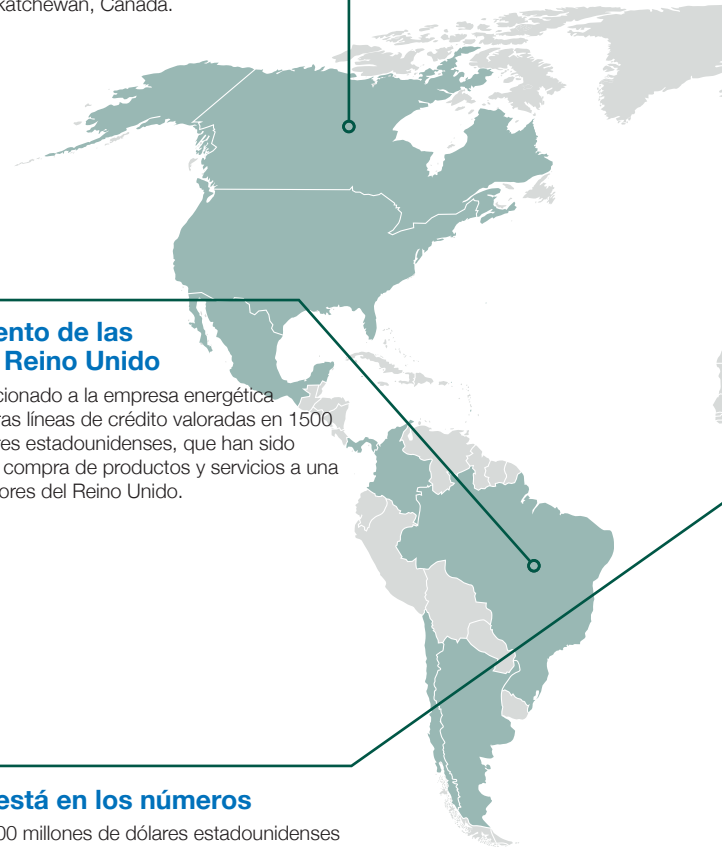 katchewan, Canadá.
ento de las
Reino Unido
cionado a la empresa energética
ras líneas de crédito valoradas en 1500
res estadounidenses, que han sido
compra de productos y servicios a una
ores del Reino Unido.
está en los números
00 millones de dólares estadounidenses